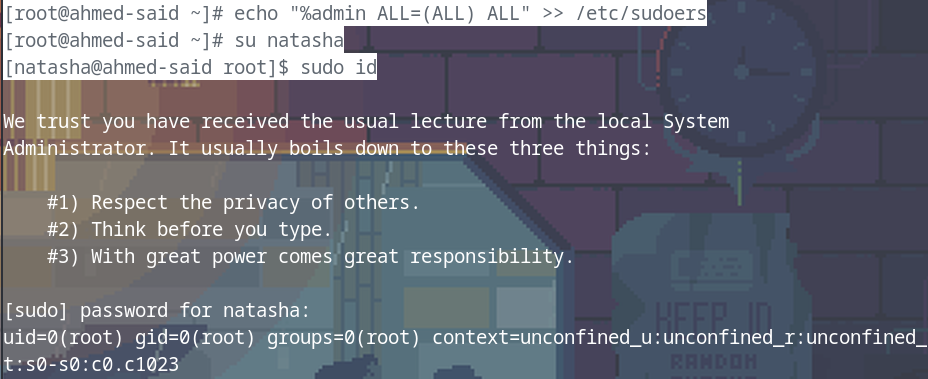 [root@ahmed-said ~]# echo "%admin ALL=(ALL) ALL" >> /etc/sudoers
[root@ahmed-said ~]# su natasha
[natasha@ahmed-said root]$ sudo id
We trust you have received the usual lecture from the local System
Administrator. It usually boils down to these three things:
#1) Respect the privacy of others.
#2) Think before you type.
#3) With great power comes great responsibility.
[sudo] password for natasha:
uid=0(root) gid=0(root) groups=0(root) context=unconfined_u:unconfined_r:unconfined_
t:s0-s0:c0.c1023
KEEP ID
RANDOM